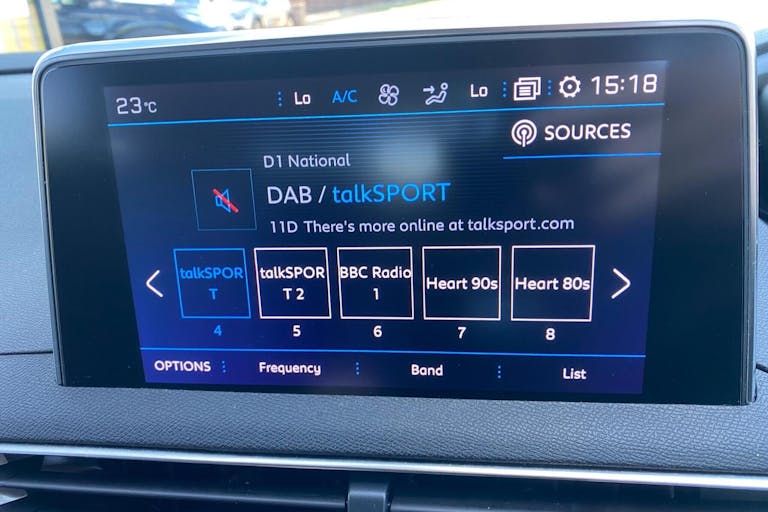 23°C Lo A/C Lo 15:18
SOURCES
D1 National
DAB / talkSPORT
11D There's more online at talksport.com
talkSPOR
T
talkSPOR
T 2
BBC Radio
1
Heart 90s
Heart 80s
4 5 6 7 8
OPTIONS Frequency Band List